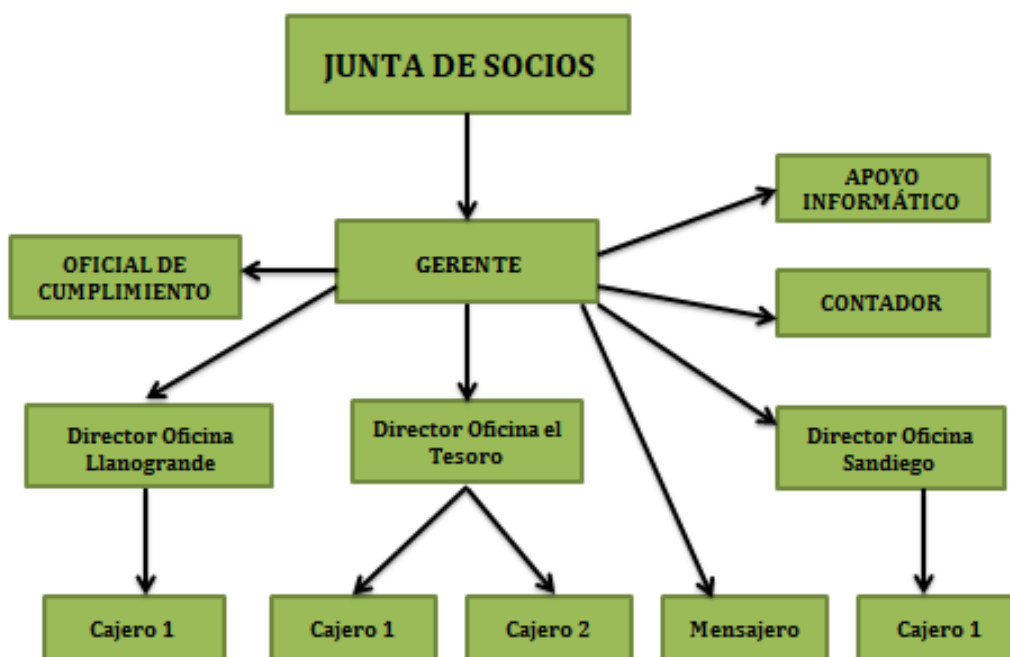 JUNTA DE SOCIOS
APOYO
INFORMÁTICO
OFICIAL DE
CUMPLIMIENTO
GERENTE
CONTADOR
Director Oficina
Llanogrande
Director Oficina el
Tesoro
Director Oficina
Sandiego
Cajero 1
Cajero 1
Cajero 2
Mensajero
Cajero 1